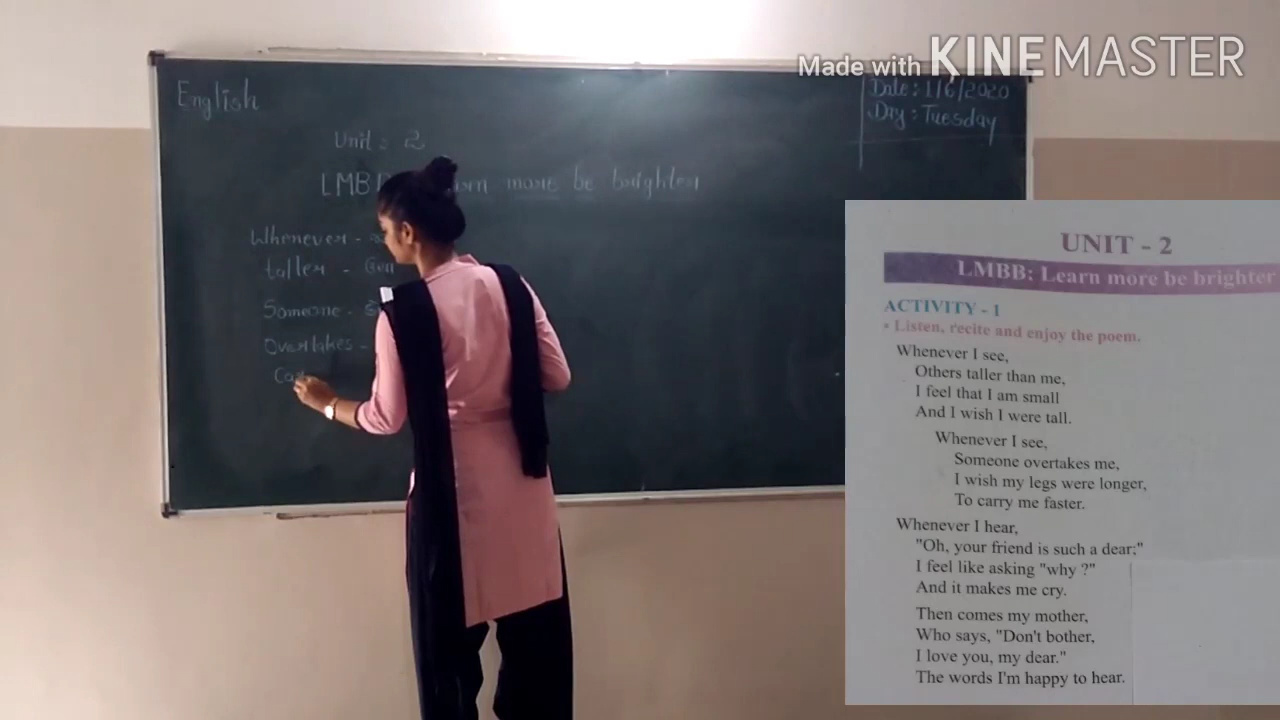 Made with KINEMASTER
English
Date: 1/6/2020
Day: Tuesday
Unit: 2
LMBB learn more be brighter
Whenever -
taller -
Someone -
Overtakes -
UNIT - 2
LMBB: Learn more be brighter
ACTIVITY - 1
• Listen, recite and enjoy the poem.
Whenever I see,
Others taller than me,
I feel that I am small
And I wish I were tall.
Whenever I see,
Someone overtakes me,
I wish my legs were longer,
To carry me faster.
Whenever I hear,
"Oh, your friend is such a dear;"
I feel like asking "why ?"
And it makes me cry.
Then comes my mother,
Who says, "Don't bother,
I love you, my dear."
The words I'm happy to hear.